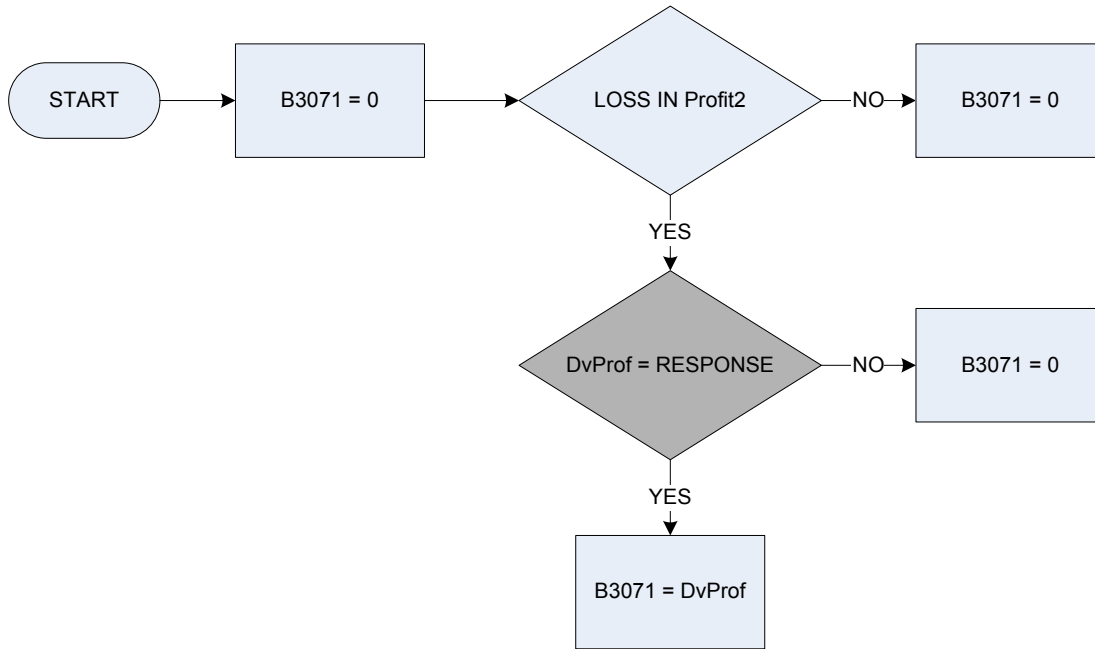 START
B3071 = 0
LOSS IN Profit2
NO
B3071 = 0
YES
DvProf = RESPONSE
NO
B3071 = 0
YES
B3071 = DvProf